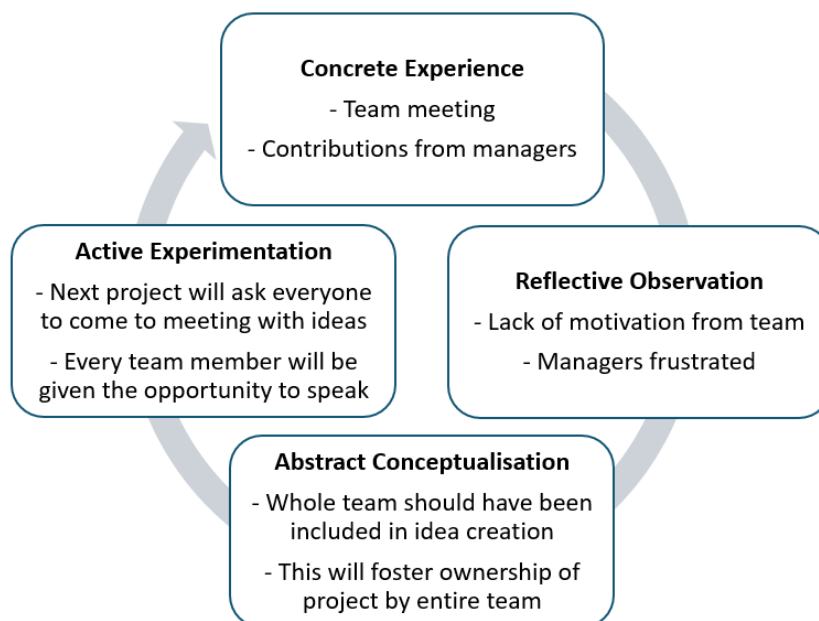 Concrete Experience
- Team meeting
- Contributions from managers
Active Experimentation
- Next project will ask everyone
to come to meeting with ideas
- Every team member will be
given the opportunity to speak
Reflective Observation
- Lack of motivation from team
- Managers frustrated
Abstract Conceptualisation
- Whole team should have been
included in idea creation
- This will foster ownership of
project by entire team